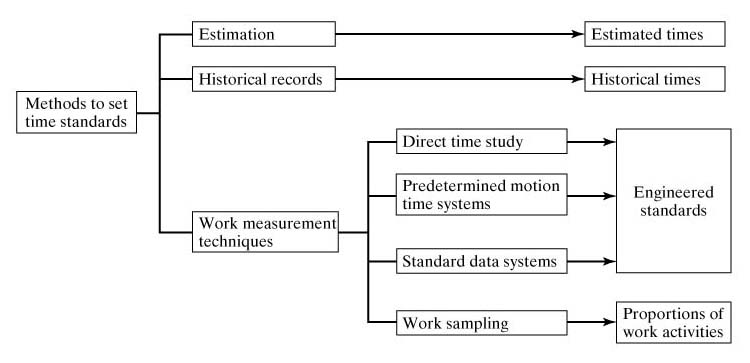 Estimation
Estimated times
Historical records
Historical times
Methods to set
time standards
Direct time study
Predetermined motion
time systems
Engineered
standards
Work measurement
techniques
Standard data systems
Work sampling
Proportions of
work activities